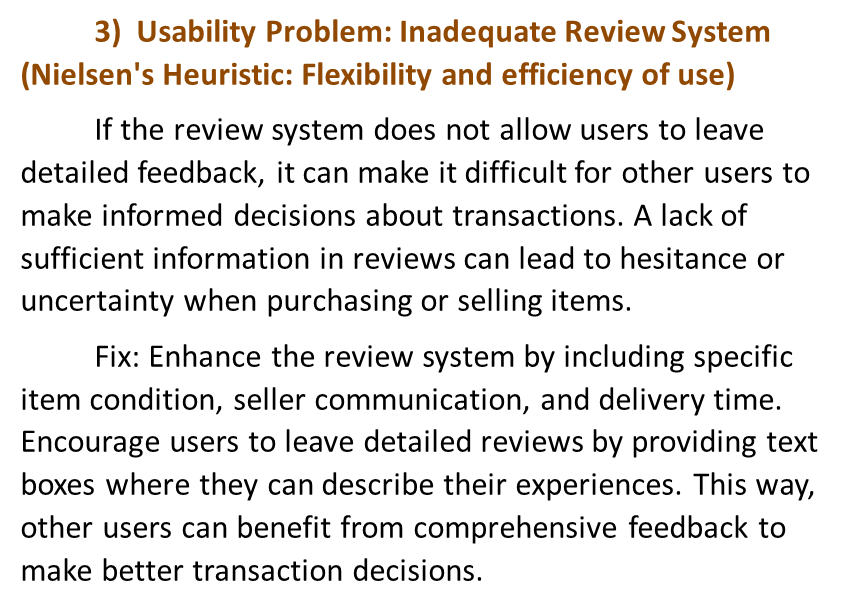 3) Usability Problem: Inadequate Review System
(Nielsen's Heuristic: Flexibility and efficiency of use)
If the review system does not allow users to leave
detailed feedback, it can make it difficult for other users to
make informed decisions about transactions. A lack of
sufficient information in reviews can lead to hesitance or
uncertainty when purchasing or selling items.
Fix: Enhance the review system by including specific
item condition, seller communication, and delivery time.
Encourage users to leave detailed reviews by providing text
boxes where they can describe their experiences. This way,
other users can benefit from comprehensive feedback to
make better transaction decisions.